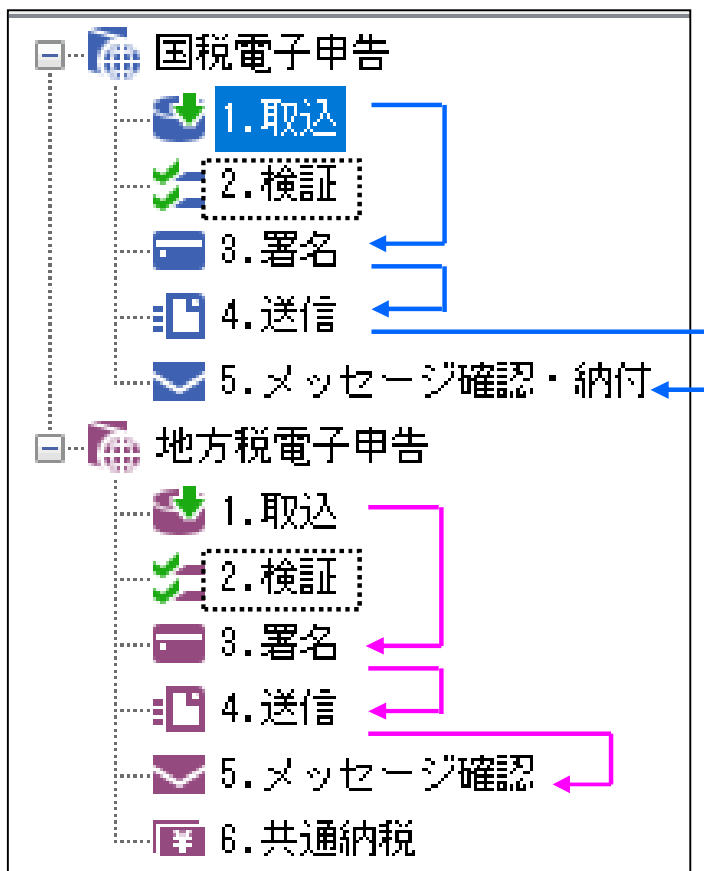 国税電子申告
1.取込
2.検証
3.署名
4.送信
5.メッセージ確認・納付
地方税電子申告
1.取込
2.検証
3.署名
4.送信
5.メッセージ確認
6.共通納税